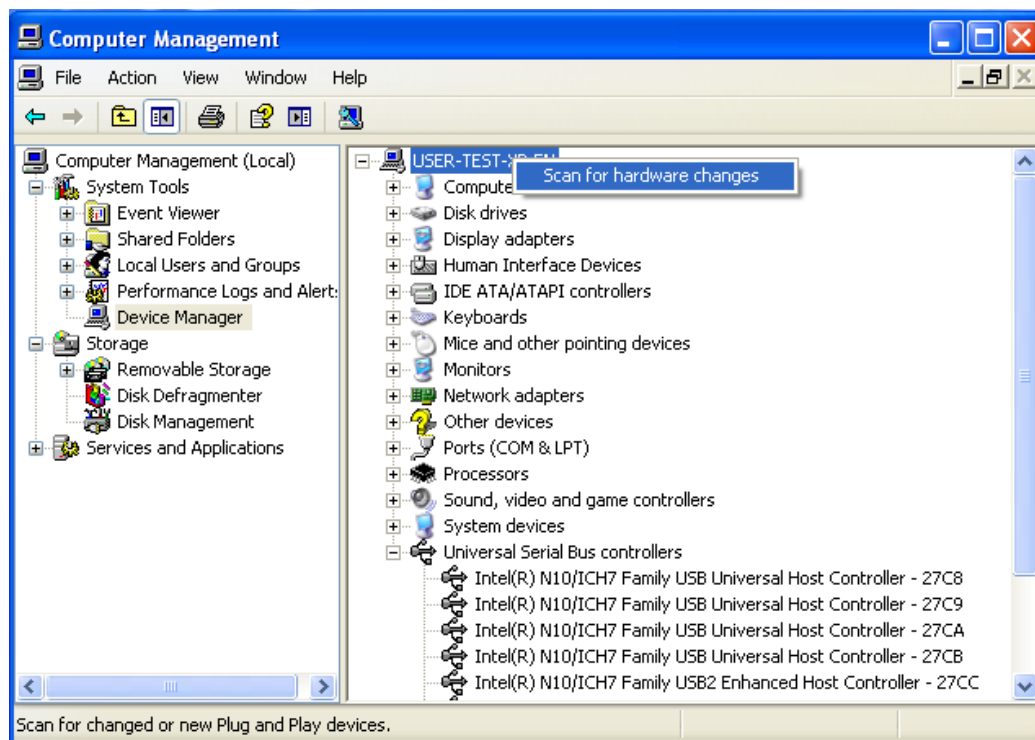 Computer Management
File Action View Window Help
Computer Management (Local)
System Tools
Event Viewer
Shared Folders
Local Users and Groups
Performance Logs and Alert:
Device Manager
Storage
Removable Storage
Disk Defragmenter
Disk Management
Services and Applications
USER-TEST-XP-EN
Scan for hardware changes
Compute
Disk drives
Display adapters
Human Interface Devices
IDE ATA/ATAPI controllers
Keyboards
Mice and other pointing devices
Monitors
Network adapters
Other devices
Ports (COM & LPT)
Processors
Sound, video and game controllers
System devices
Universal Serial Bus controllers
Intel(R) N10/ICH7 Family USB Universal Host Controller - 27C8
Intel(R) N10/ICH7 Family USB Universal Host Controller - 27C9
Intel(R) N10/ICH7 Family USB Universal Host Controller - 27CA
Intel(R) N10/ICH7 Family USB Universal Host Controller - 27CB
Intel(R) N10/ICH7 Family USB2 Enhanced Host Controller - 27CC
Scan for changed or new Plug and Play devices.